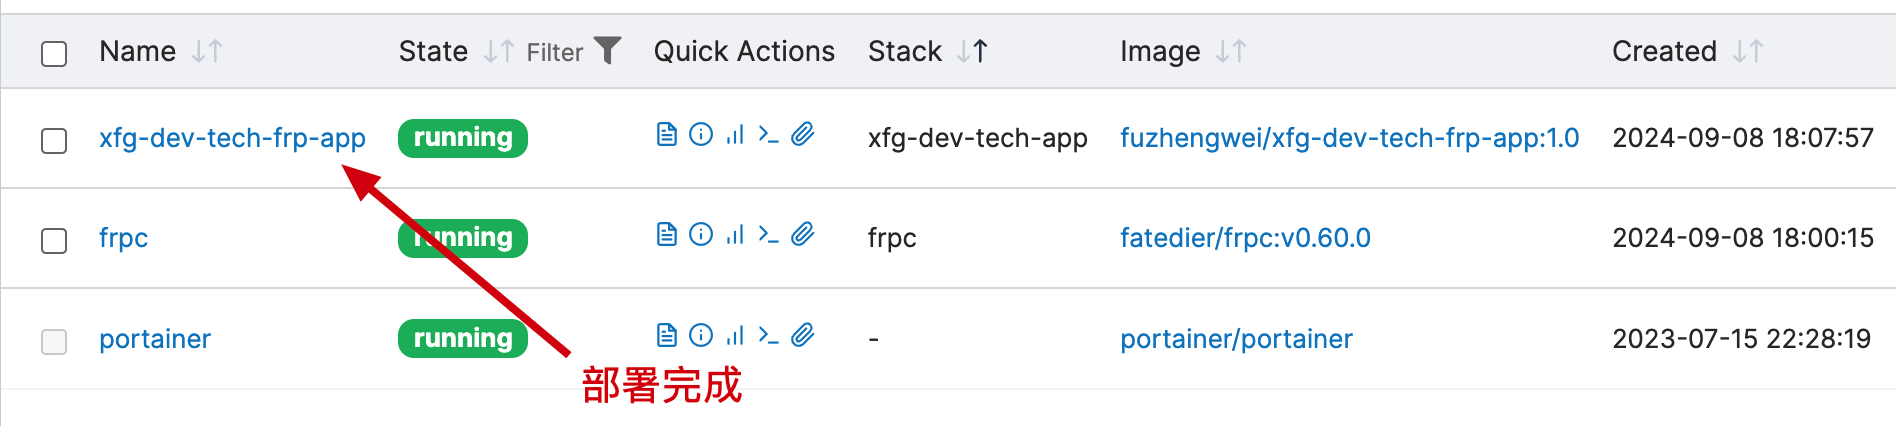 Name State Filter Quick Actions Stack Image Created
xfg-dev-tech-frp-app running xfg-dev-tech-app fuzhengwei/xfg-dev-tech-frp-app:1.0 2024-09-08 18:07:57
frpc running frpc fatedier/frpc:v0.60.0 2024-09-08 18:00:15
portainer running - portainer/portainer 2023-07-15 22:28:19
部署完成